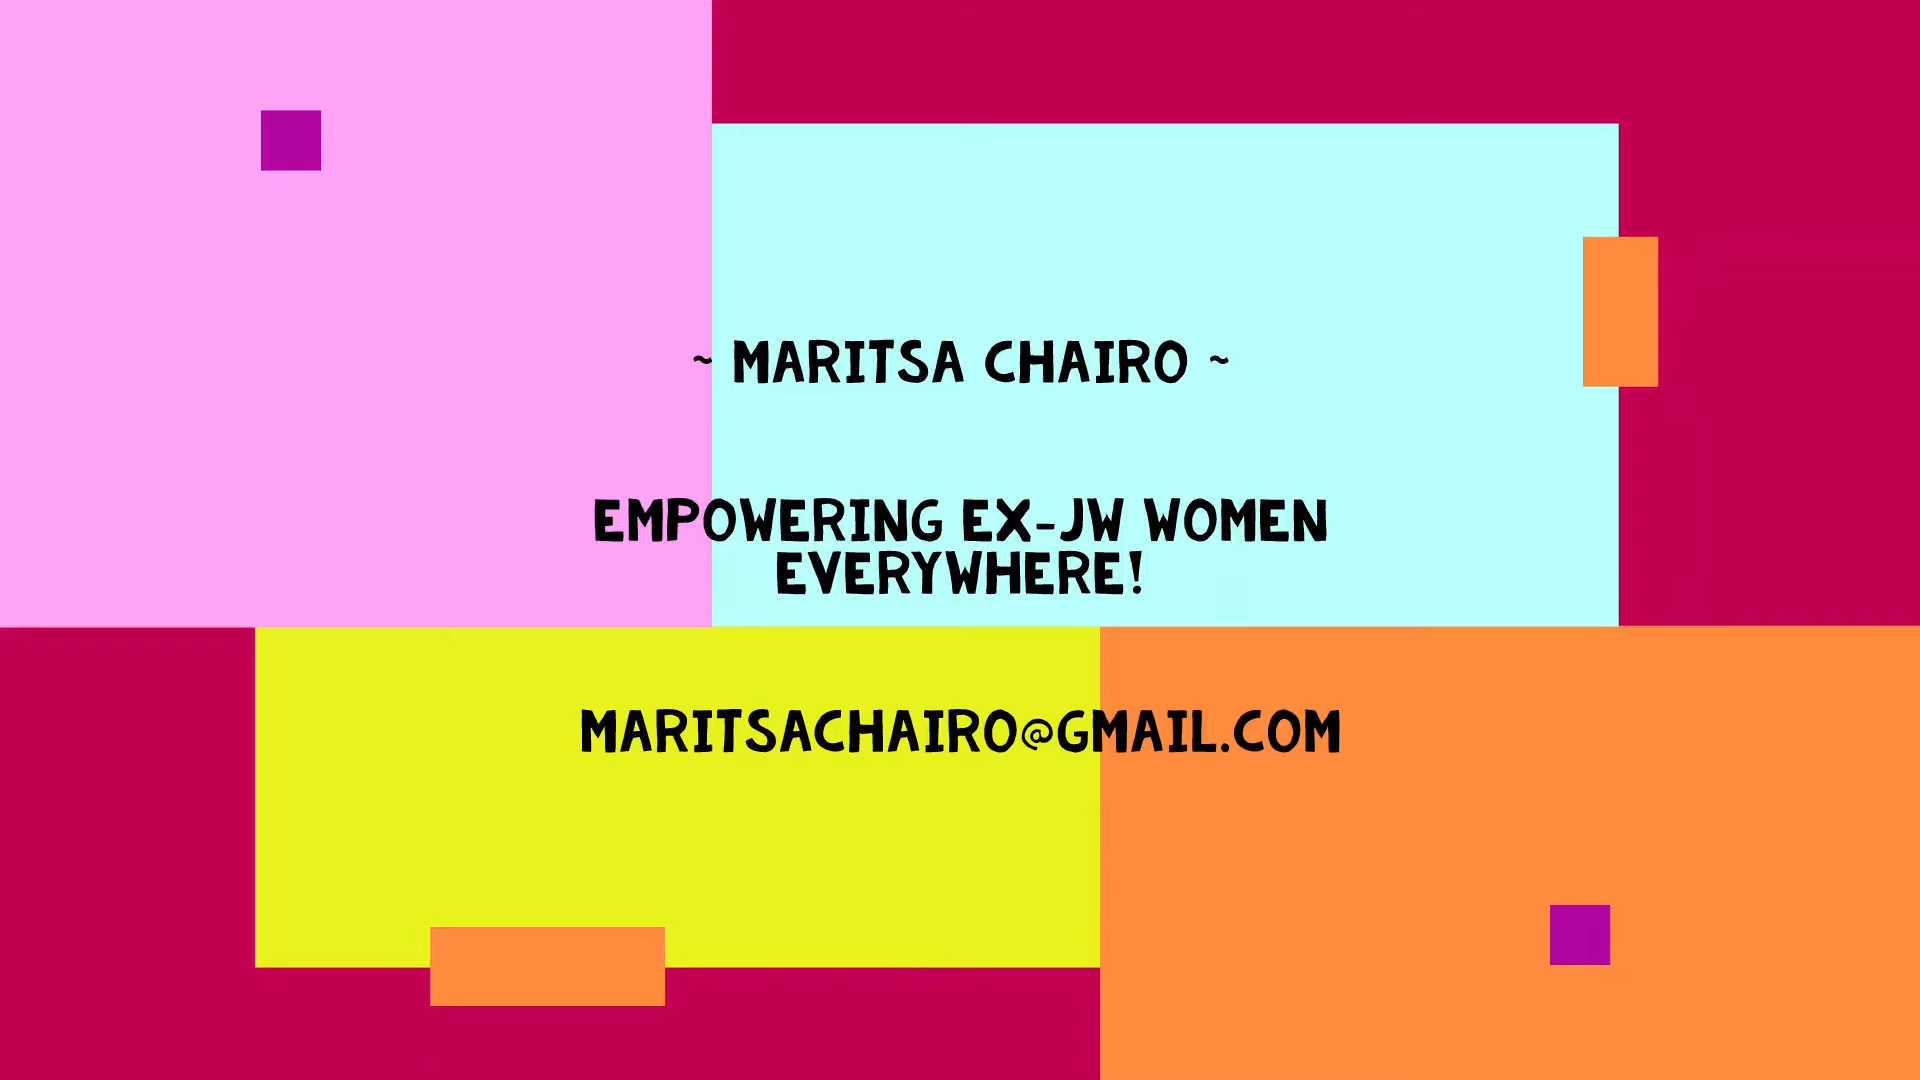 ~ MARITSA CHAIRO ~
EMPOWERING EX-JW WOMEN
EVERYWHERE!
MARITSACHAIRO@GMAIL.COM